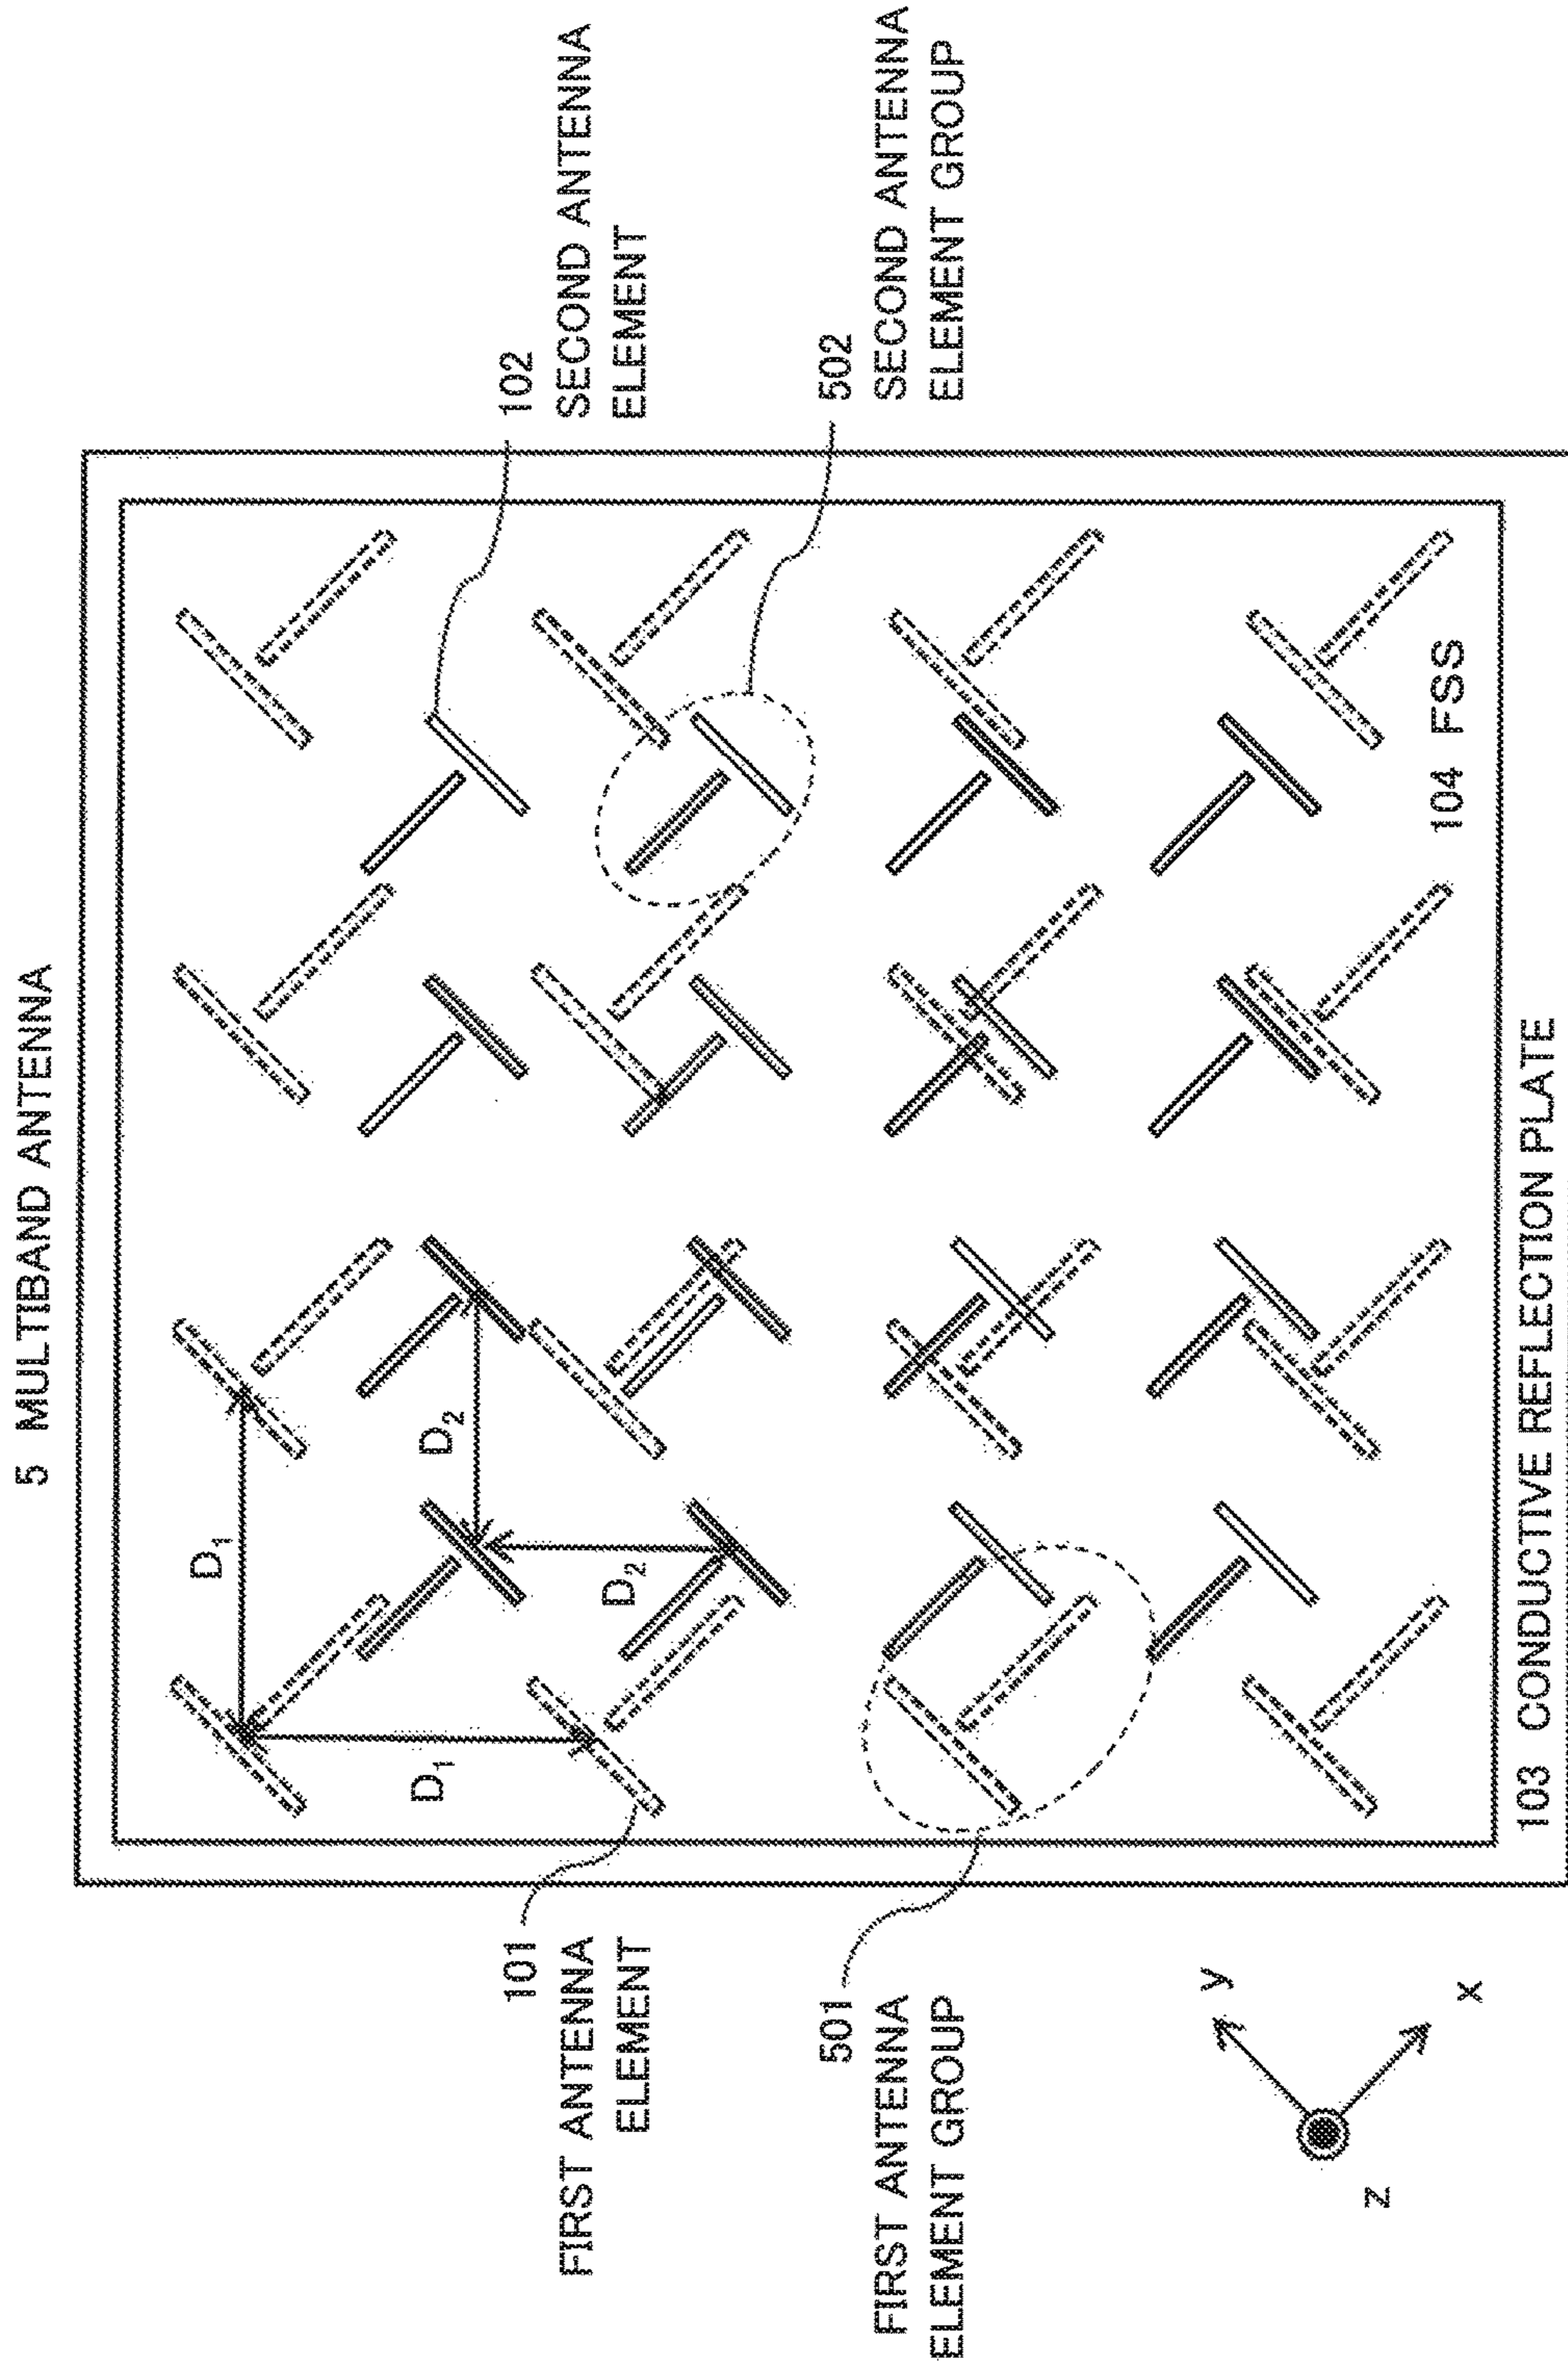 5 MULTIBAND ANTENNA
102
SECOND ANTENNA
ELEMENT
502
SECOND ANTENNA
ELEMENT GROUP
D1
D1
D2
D2
104 FSS
103 CONDUCTIVE REFLECTION PLATE
101
FIRST ANTENNA
ELEMENT
501
FIRST ANTENNA
ELEMENT GROUP
y
x
z